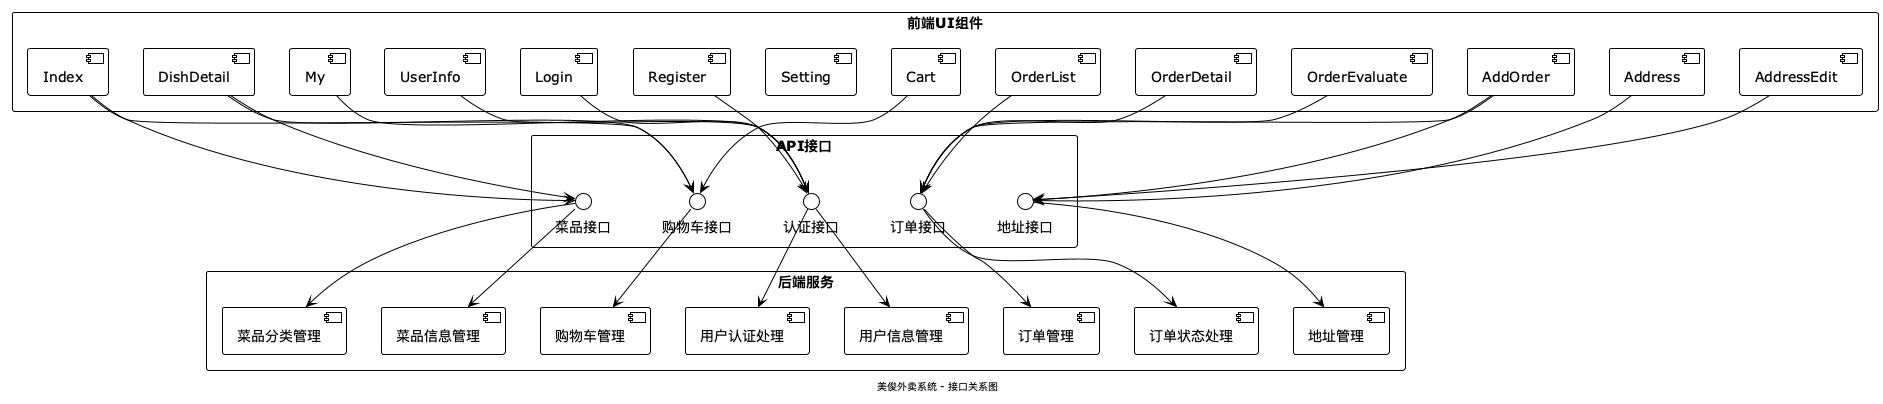 前端UI组件
Index
DishDetail
My
UserInfo
Login
Register
Setting
Cart
OrderList
OrderDetail
OrderEvaluate
AddOrder
Address
AddressEdit
API接口
菜品接口
购物车接口
认证接口
订单接口
地址接口
后端服务
菜品分类管理
菜品信息管理
购物车管理
用户认证处理
用户信息管理
订单管理
订单状态处理
地址管理
美俊外卖系统 - 接口关系图